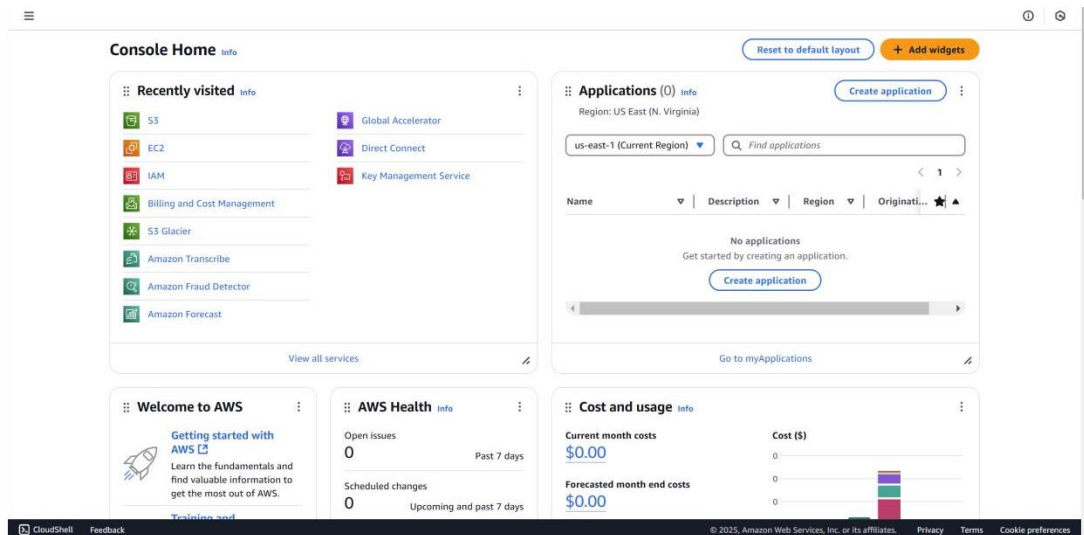 Console Home Info
Reset to default layout
+ Add widgets
Recently visited Info
S3
EC2
IAM
Billing and Cost Management
S3 Glacier
Amazon Transcribe
Amazon Fraud Detector
Amazon Forecast
Global Accelerator
Direct Connect
Key Management Service
View all services
Applications (0) Info
Create application
Region: US East (N. Virginia)
us-east-1 (Current Region)
Find applications
1
Name
Description
Region
Originati...
No applications
Get started by creating an application.
Create application
Go to myApplications
Welcome to AWS
Getting started with
AWS
Learn the fundamentals and
find valuable information to
get the most out of AWS.
Training and
AWS Health Info
Open issues
0
Past 7 days
Scheduled changes
0
Upcoming and past 7 days
Cost and usage Info
Current month costs
$0.00
Forecasted month end costs
$0.00
Cost ($)
0
0
0
CloudShell
Feedback
© 2025, Amazon Web Services, Inc. or its affiliates.
Privacy
Terms
Cookie preferences